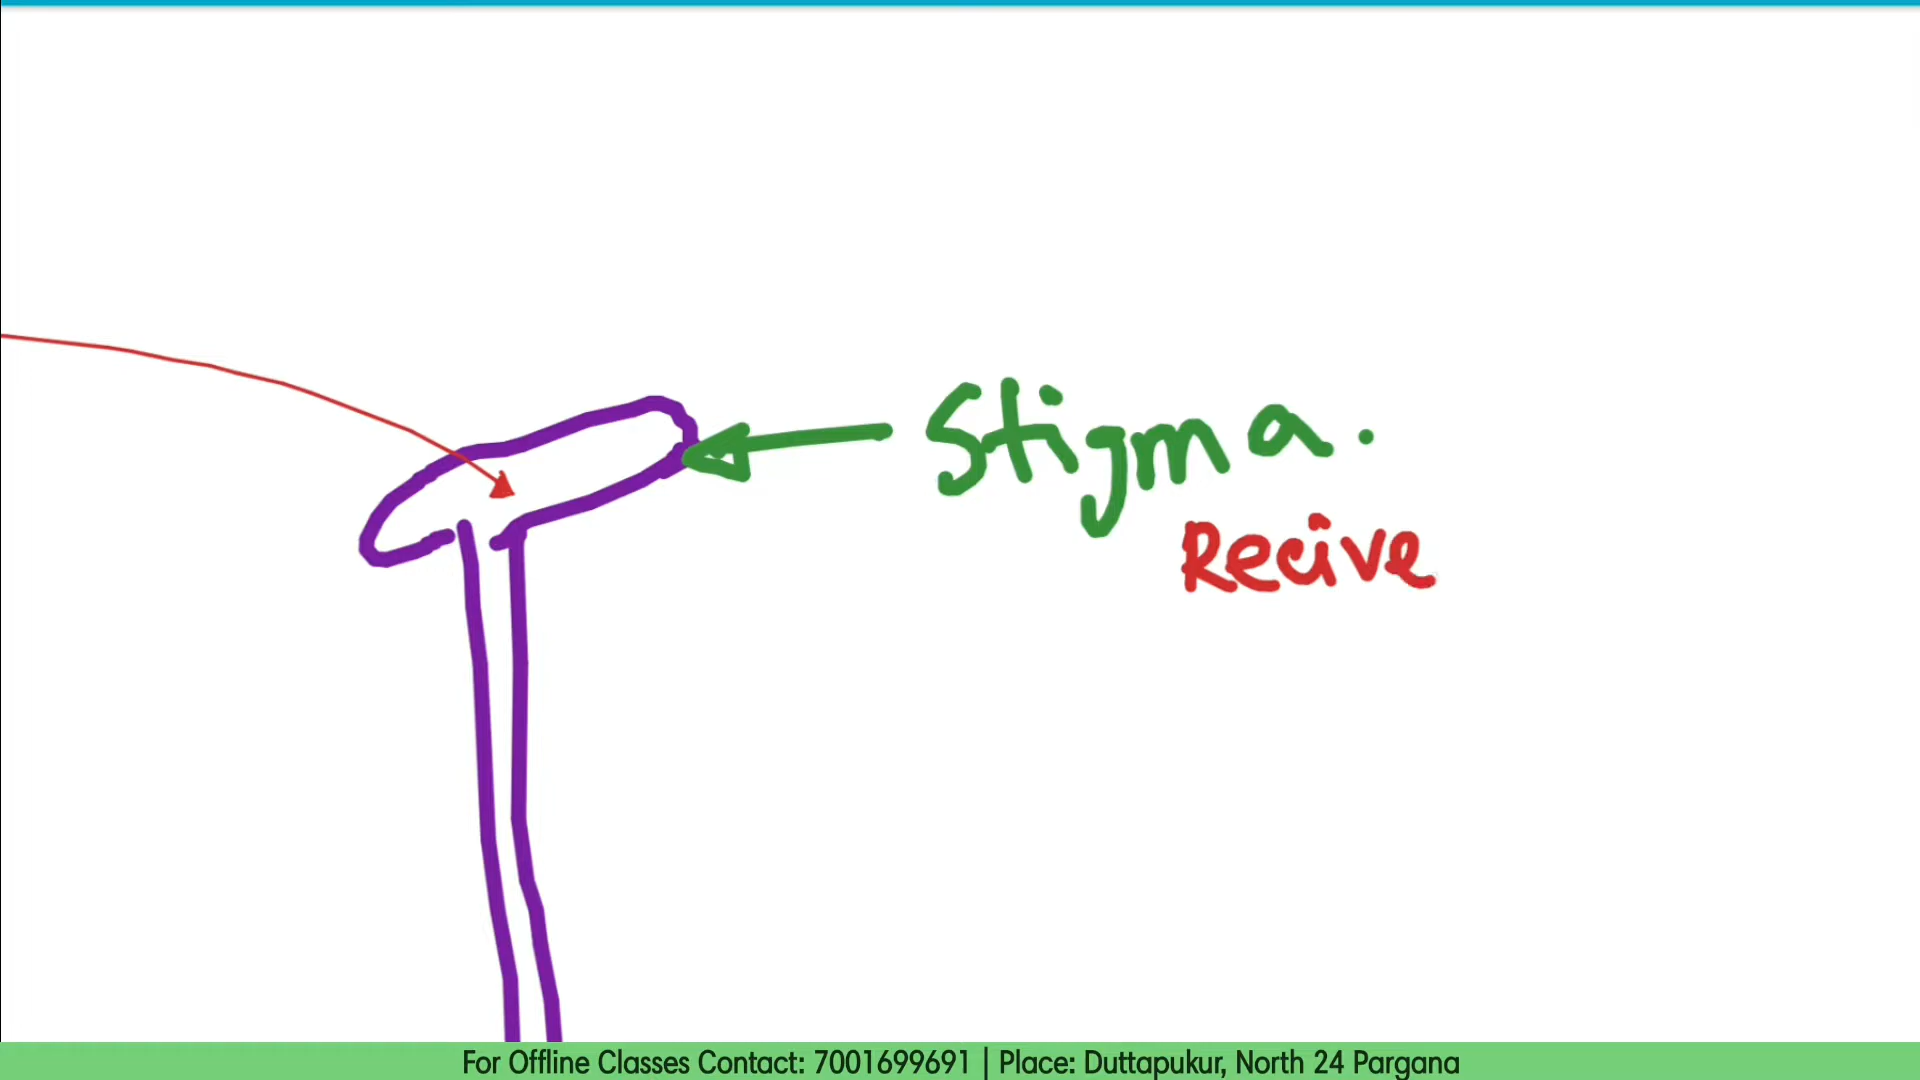 Stigma.
Recive
For Offline Classes Contact: 7001699691 | Place: Duttapukur, North 24 Pargana